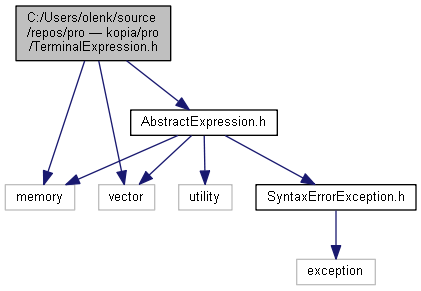 C:/Users/olenk/source
/repos/pro — kopia/pro
/TerminalExpression.h
AbstractExpression.h
memory
vector
utility
SyntaxErrorException.h
exception